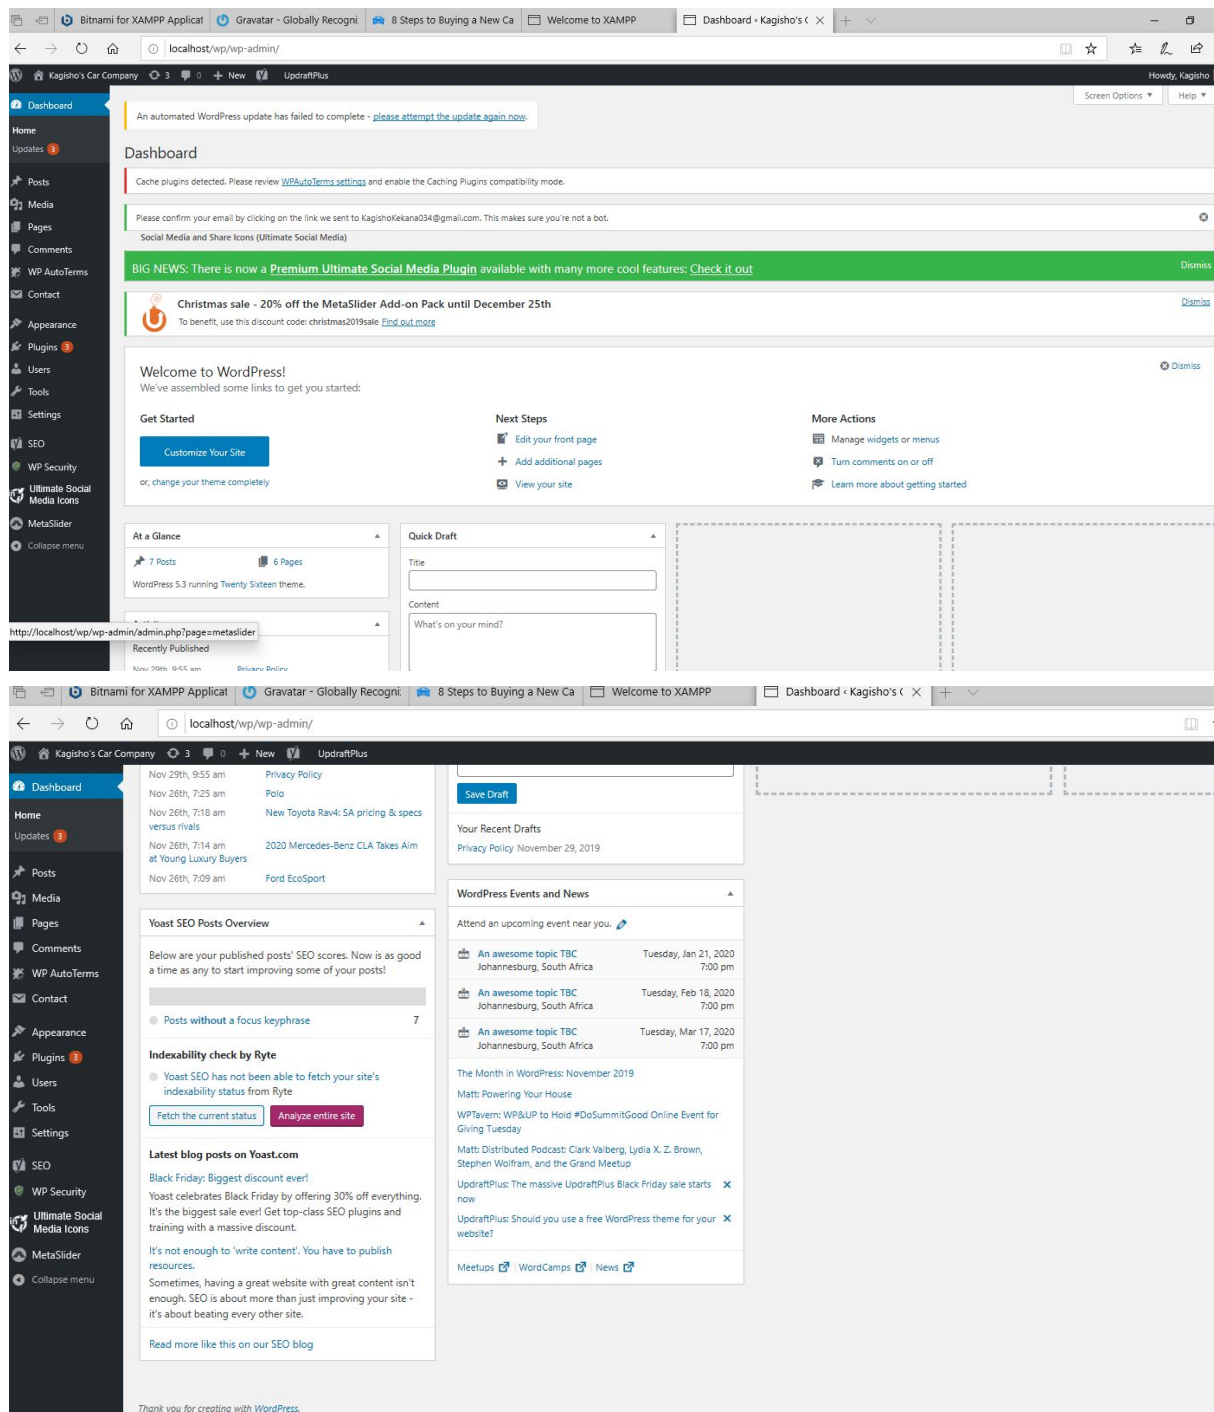 Bitnami for XAMPP Applicat
Gravatar - Globally Recogni
8 Steps to Buying a New Ca
Welcome to XAMPP
Dashboard ‹ Kagisho's C
localhost/wp/wp-admin/
Kagisho's Car Company 3 0 + New UpdraftPlus
Howdy, Kagisho
Screen Options
Help
Dashboard
Home
Updates 3
Posts
Media
Pages
Comments
WP AutoTerms
Contact
Appearance
Plugins 3
Users
Tools
Settings
SEO
WP Security
Ultimate Social
Media Icons
MetaSlider
Collapse menu
An automated WordPress update has failed to complete - please attempt the update again now.
Dashboard
Cache plugins detected. Please review WPAutoTerms settings and enable the Caching Plugins compatibility mode.
Please confirm your email by clicking on the link we sent to KagishoKekana034@gmail.com. This makes sure you're not a bot.
Social Media and Share Icons (Ultimate Social Media)
BIG NEWS: There is now a Premium Ultimate Social Media Plugin available with many more cool features: Check it out
Dismiss
Christmas sale - 20% off the MetaSlider Add-on Pack until December 25th
Dismiss
To benefit, use this discount code: christmas2019sale Find out more
Welcome to WordPress!
Dismiss
We've assembled some links to get you started:
Get Started
Customize Your Site
or, change your theme completely
Next Steps
Edit your front page
Add additional pages
View your site
More Actions
Manage widgets or menus
Turn comments on or off
Learn more about getting started
At a Glance
7 Posts
6 Pages
WordPress 5.3 running Twenty Sixteen theme.
Recently Published
Nov 29th, 9:55 am Privacy Policy
Quick Draft
Title
Content
What's on your mind?
http://localhost/wp/wp-admin/admin.php?page=metaslider
Bitnami for XAMPP Applicat
Gravatar - Globally Recogni
8 Steps to Buying a New Ca
Welcome to XAMPP
Dashboard ‹ Kagisho's C
localhost/wp/wp-admin/
Kagisho's Car Company 3 0 + New UpdraftPlus
Dashboard
Home
Updates 3
Posts
Media
Pages
Comments
WP AutoTerms
Contact
Appearance
Plugins 3
Users
Tools
Settings
SEO
WP Security
Ultimate Social
Media Icons
MetaSlider
Collapse menu
Nov 29th, 9:55 am Privacy Policy
Nov 26th, 7:25 am Polo
Nov 26th, 7:18 am New Toyota Rav4: SA pricing & specs
versus rivals
Nov 26th, 7:14 am 2020 Mercedes-Benz CLA Takes Aim
at Young Luxury Buyers
Nov 26th, 7:09 am Ford EcoSport
Yoast SEO Posts Overview
Below are your published posts' SEO scores. Now is as good
a time as any to start improving some of your posts!
Posts without a focus keyphrase 7
Indexability check by Ryte
Yoast SEO has not been able to fetch your site's
indexability status from Ryte
Fetch the current status
Analyze entire site
Latest blog posts on Yoast.com
Black Friday: Biggest discount ever!
Yoast celebrates Black Friday by offering 30% off everything.
It's the biggest sale ever! Get top-class SEO plugins and
training with a massive discount.
It's not enough to 'write content'. You have to publish
resources.
Sometimes, having a great website with great content isn't
enough. SEO is about more than just improving your site -
it's about beating every other site.
Read more like this on our SEO blog
Save Draft
Your Recent Drafts
Privacy Policy November 29, 2019
WordPress Events and News
Attend an upcoming event near you.
An awesome topic TBC Tuesday, Jan 21, 2020
Johannesburg, South Africa 7:00 pm
An awesome topic TBC Tuesday, Feb 18, 2020
Johannesburg, South Africa 7:00 pm
An awesome topic TBC Tuesday, Mar 17, 2020
Johannesburg, South Africa 7:00 pm
The Month in WordPress: November 2019
Matt: Powering Your House
WPTavern: WP&UP to Hold #DoSummitGood Online Event for
Giving Tuesday
Matt: Distributed Podcast: Clark Valberg, Lydia X. Z. Brown,
Stephen Wolfram, and the Grand Meetup
UpdraftPlus: The massive UpdraftPlus Black Friday sale starts
now
UpdraftPlus: Should you use a free WordPress theme for your
website?
Meetups | WordCamps | News
Thank you for creating with WordPress.